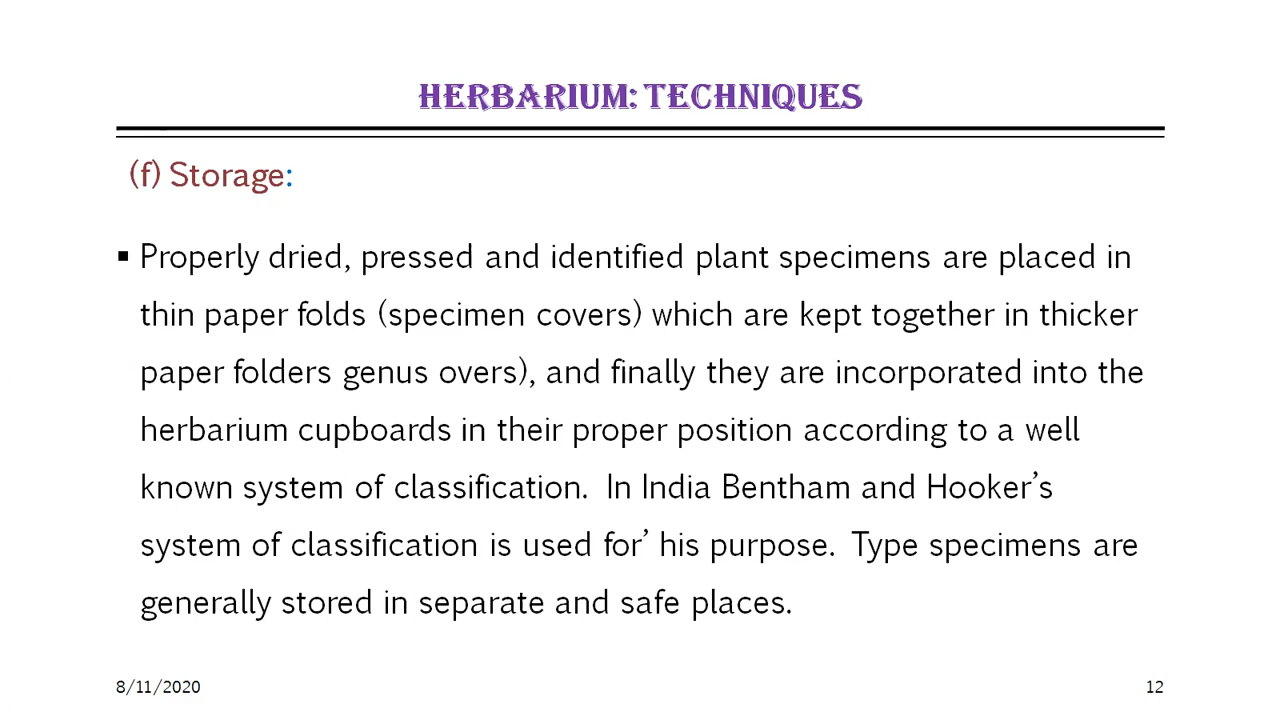 HERBARIUM: TECHNIQUES
(f) Storage:
▪ Properly dried, pressed and identified plant specimens are placed in
thin paper folds (specimen covers) which are kept together in thicker
paper folders genus overs), and finally they are incorporated into the
herbarium cupboards in their proper position according to a well
known system of classification. In India Bentham and Hooker’s
system of classification is used for’ his purpose. Type specimens are
generally stored in separate and safe places.
8/11/2020
12